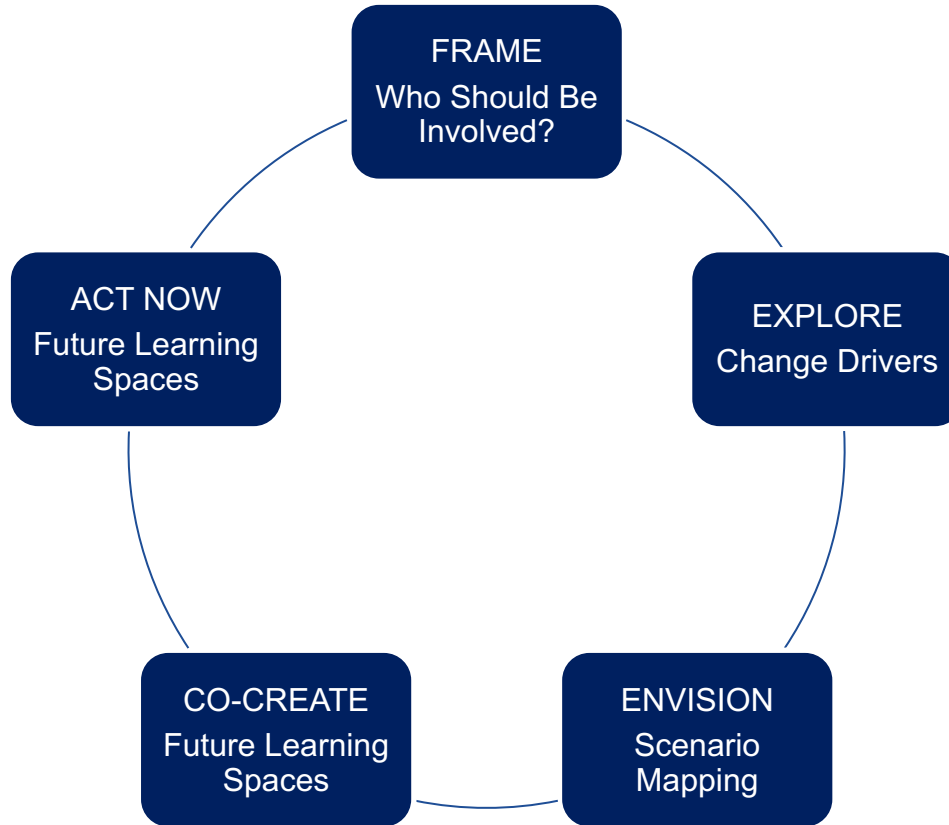 FRAME
Who Should Be
Involved?
EXPLORE
Change Drivers
ENVISION
Scenario
Mapping
CO-CREATE
Future Learning
Spaces
ACT NOW
Future Learning
Spaces